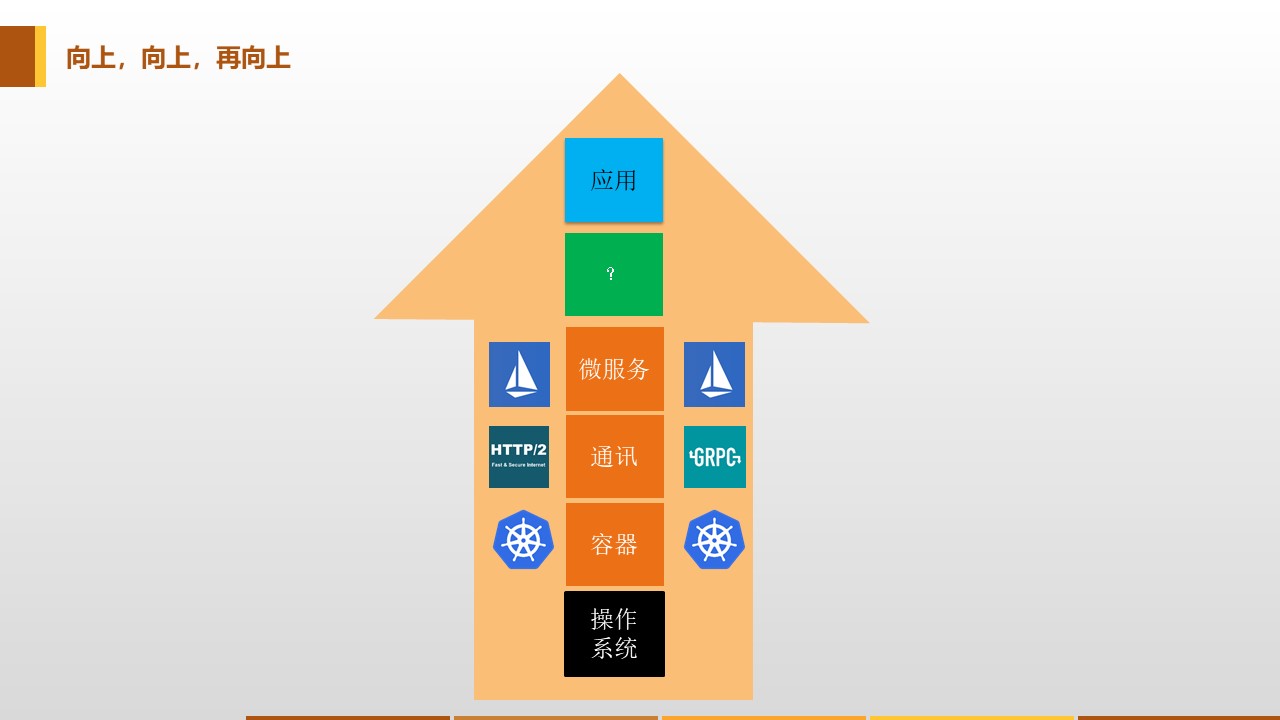 向上，向上，再向上
应用
？
微服务
HTTP/2
Fast & Secure Internet
通讯
GRPC
容器
操作
系统